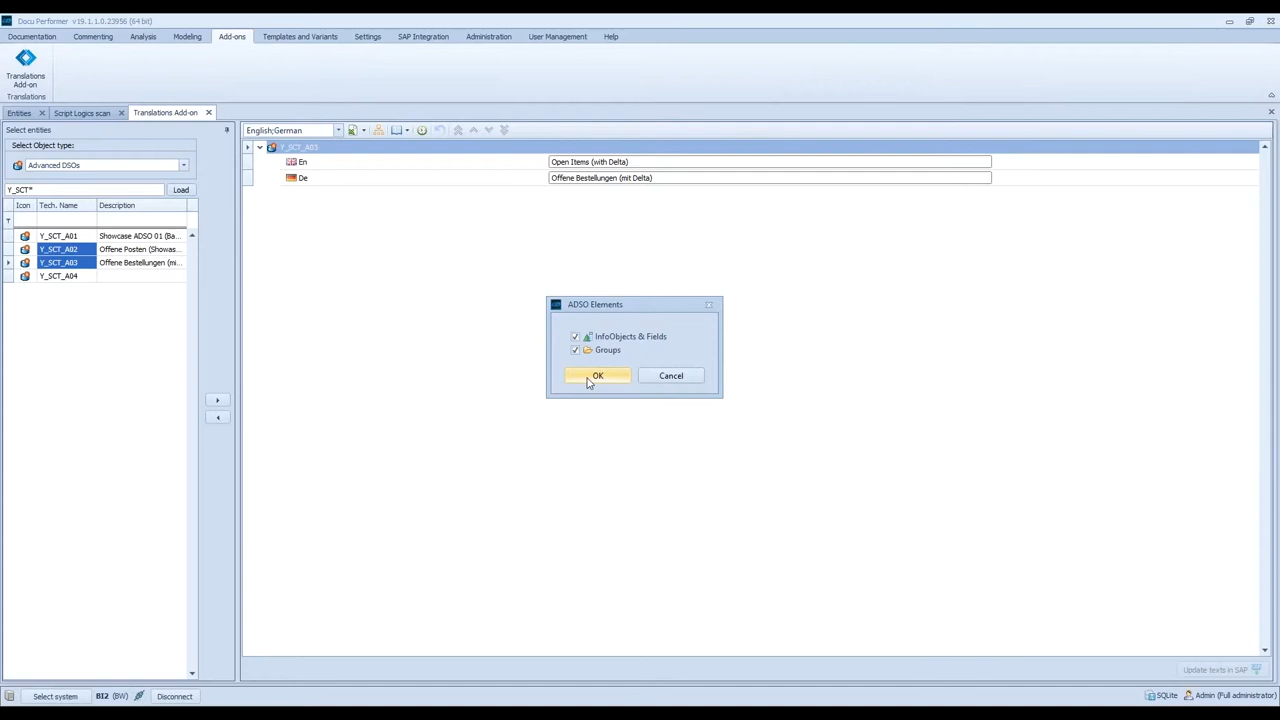 Docu Performer v19.1.1.0.23956 (64 bit)
Documentation Commenting Analysis Modeling Add-ons Templates and Variants Settings SAP Integration Administration User Management Help
Translations
Add-on
Translations
Entities Script Logics scan Translations Add-on
Select entities
Select Object type:
Advanced DSOs
Y_SCT* Load
Icon Tech. Name Description
Y_SCT_A01 Showcase ADSO 01 (Ba...
Y_SCT_A02 Offene Posten (Showas...
Y_SCT_A03 Offene Bestellungen (mi...
Y_SCT_A04
English;German
Y_SCT_A03
En Open Items (with Delta)
De Offene Bestellungen (mit Delta)
ADSO Elements
InfoObjects & Fields
Groups
OK Cancel
Update texts in SAP
Select system BI2 (BW) Disconnect SQLite Admin (Full administrator)